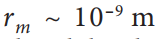 r_m ~ 10⁻⁹ m